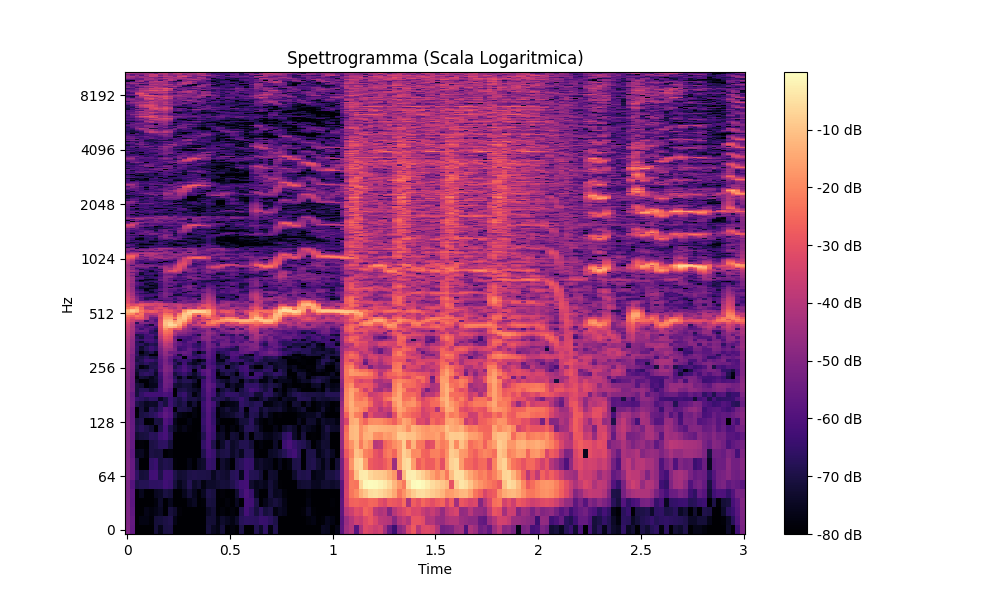 Spettrogramma (Scala Logaritmica)
8192
4096
2048
1024
512
256
128
64
0
Hz
0
0.5
1
1.5
2
2.5
3
Time
-10 dB
-20 dB
-30 dB
-40 dB
-50 dB
-60 dB
-70 dB
-80 dB